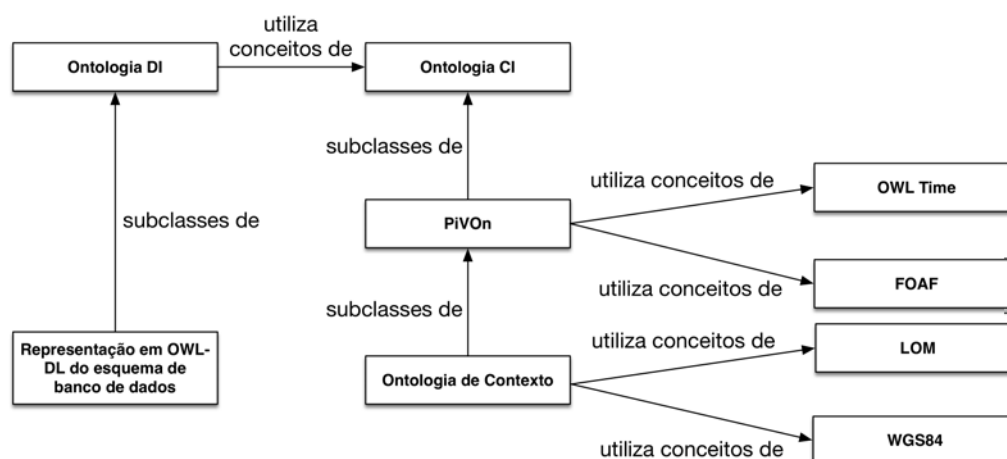 utiliza
conceitos de
Ontologia DI
Ontologia CI
subclasses de
utiliza conceitos de
OWL Time
subclasses de
PiVOn
utiliza conceitos de
FOAF
subclasses de
utiliza conceitos de
LOM
Representação em OWL-
DL do esquema de
banco de dados
Ontologia de Contexto
utiliza conceitos de
WGS84